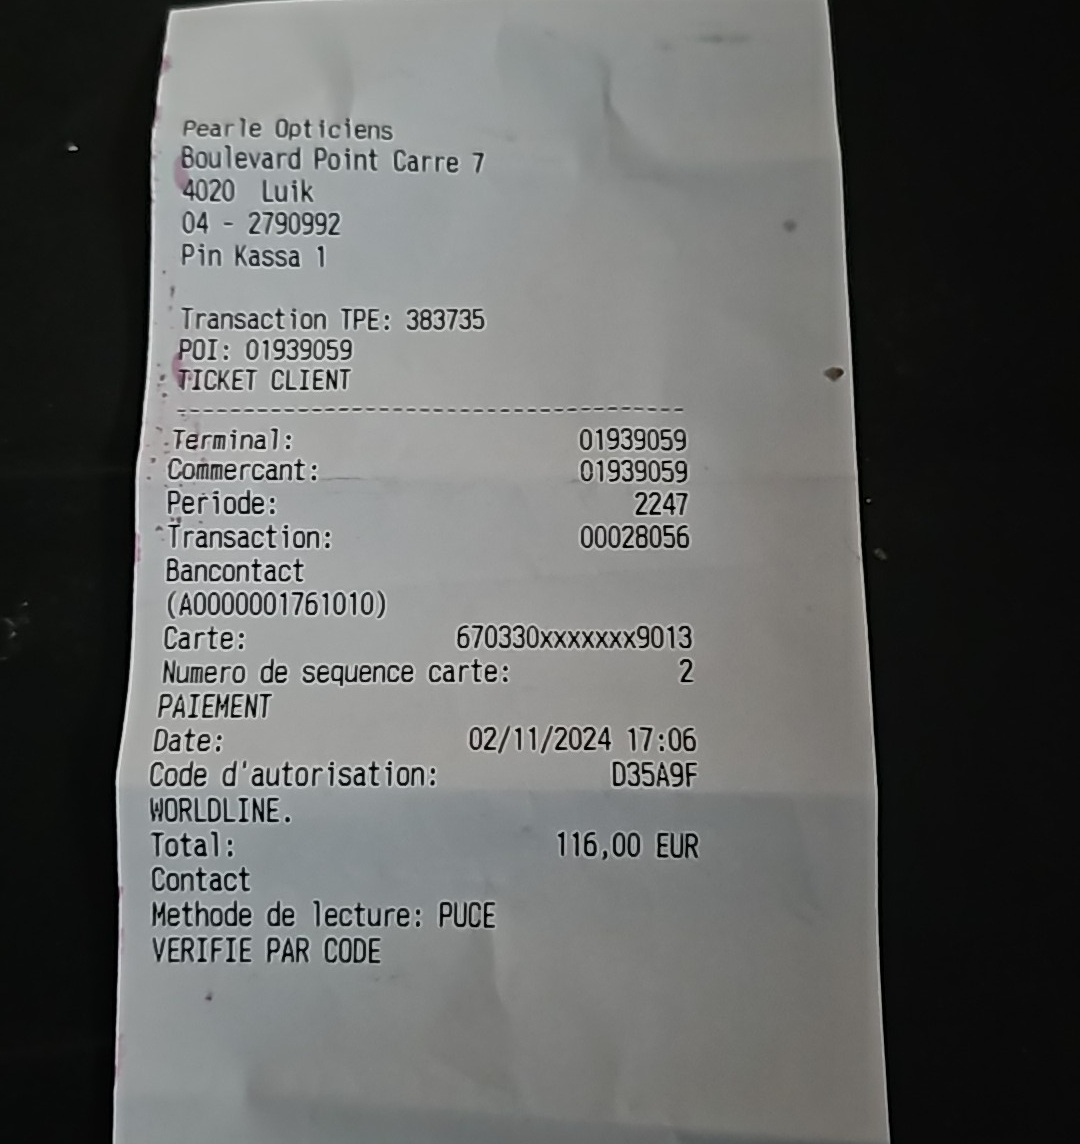 Pearle Opticiens
Boulevard Point Carre 7
4020 Luik
04 - 2790992
Pin Kassa 1
Transaction TPE: 383735
POI: 01939059
TICKET CLIENT
--------------------------------------
Terminal: 01939059
Commercant: 01939059
Periode: 2247
Transaction: 00028056
Bancontact
(A0000001761010)
Carte: 670330xxxxxxx9013
Numero de sequence carte: 2
PAIEMENT
Date: 02/11/2024 17:06
Code d'autorisation: D35A9F
WORLDLINE.
Total: 116,00 EUR
Contact
Methode de lecture: PUCE
VERIFIE PAR CODE